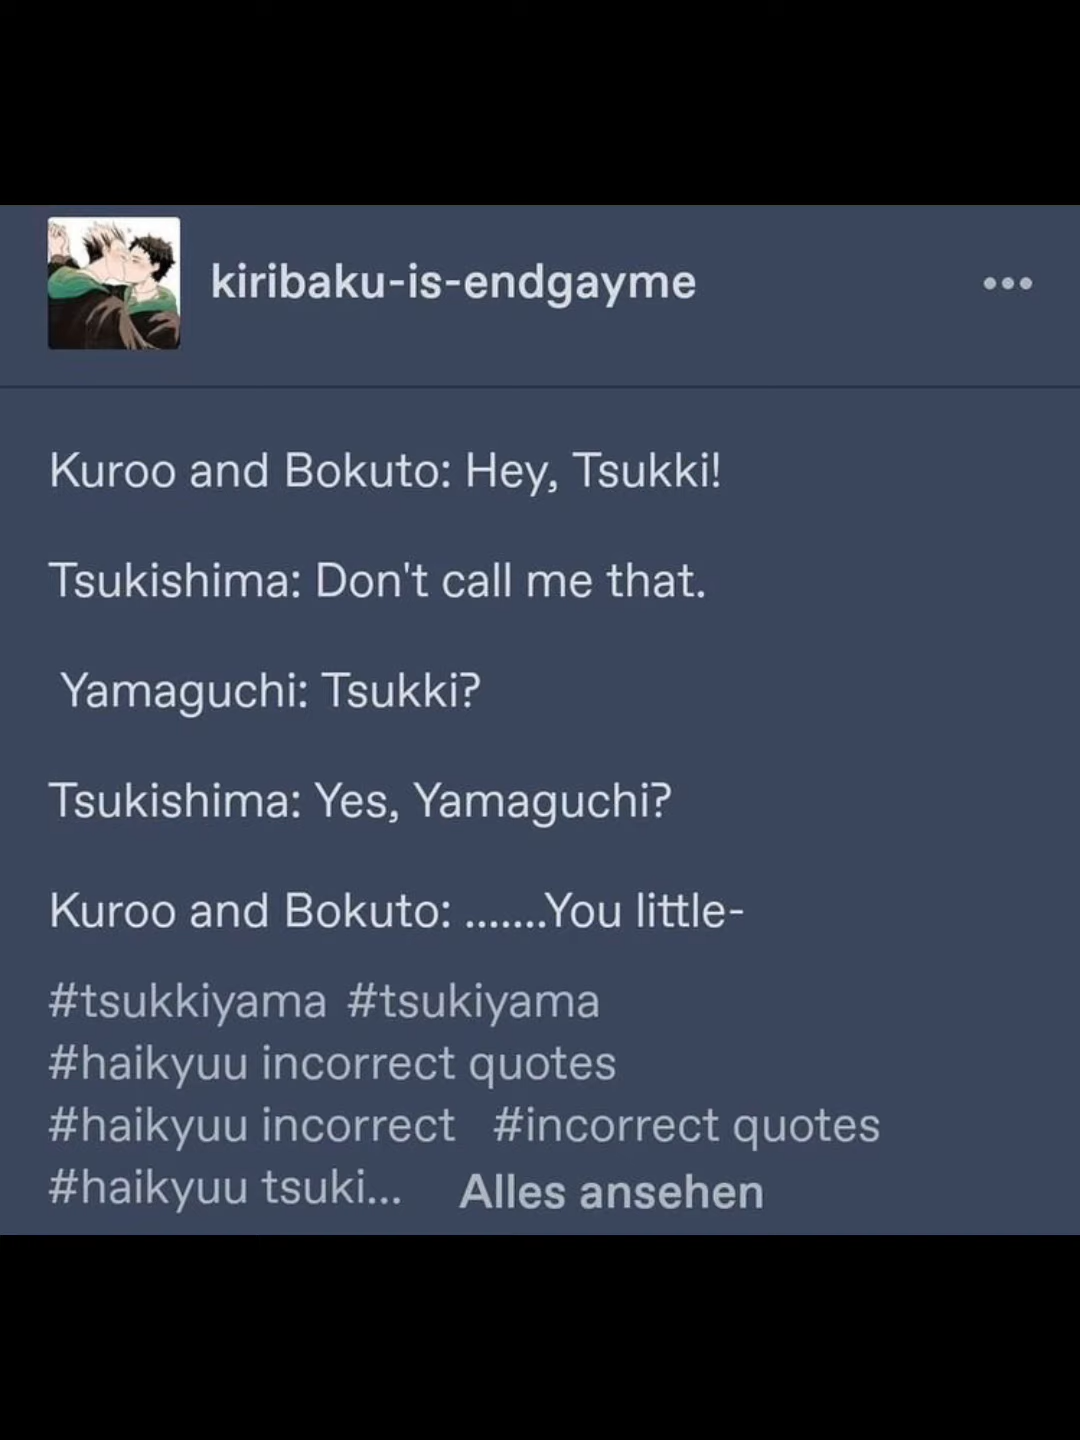 kiribaku-is-endgayme
Kuroo and Bokuto: Hey, Tsukki!
Tsukishima: Don't call me that.
Yamaguchi: Tsukki?
Tsukishima: Yes, Yamaguchi?
Kuroo and Bokuto: .......You little-
#tsukkiyama #tsukiyama
#haikyuu incorrect quotes
#haikyuu incorrect #incorrect quotes
#haikyuu tsuki... Alles ansehen